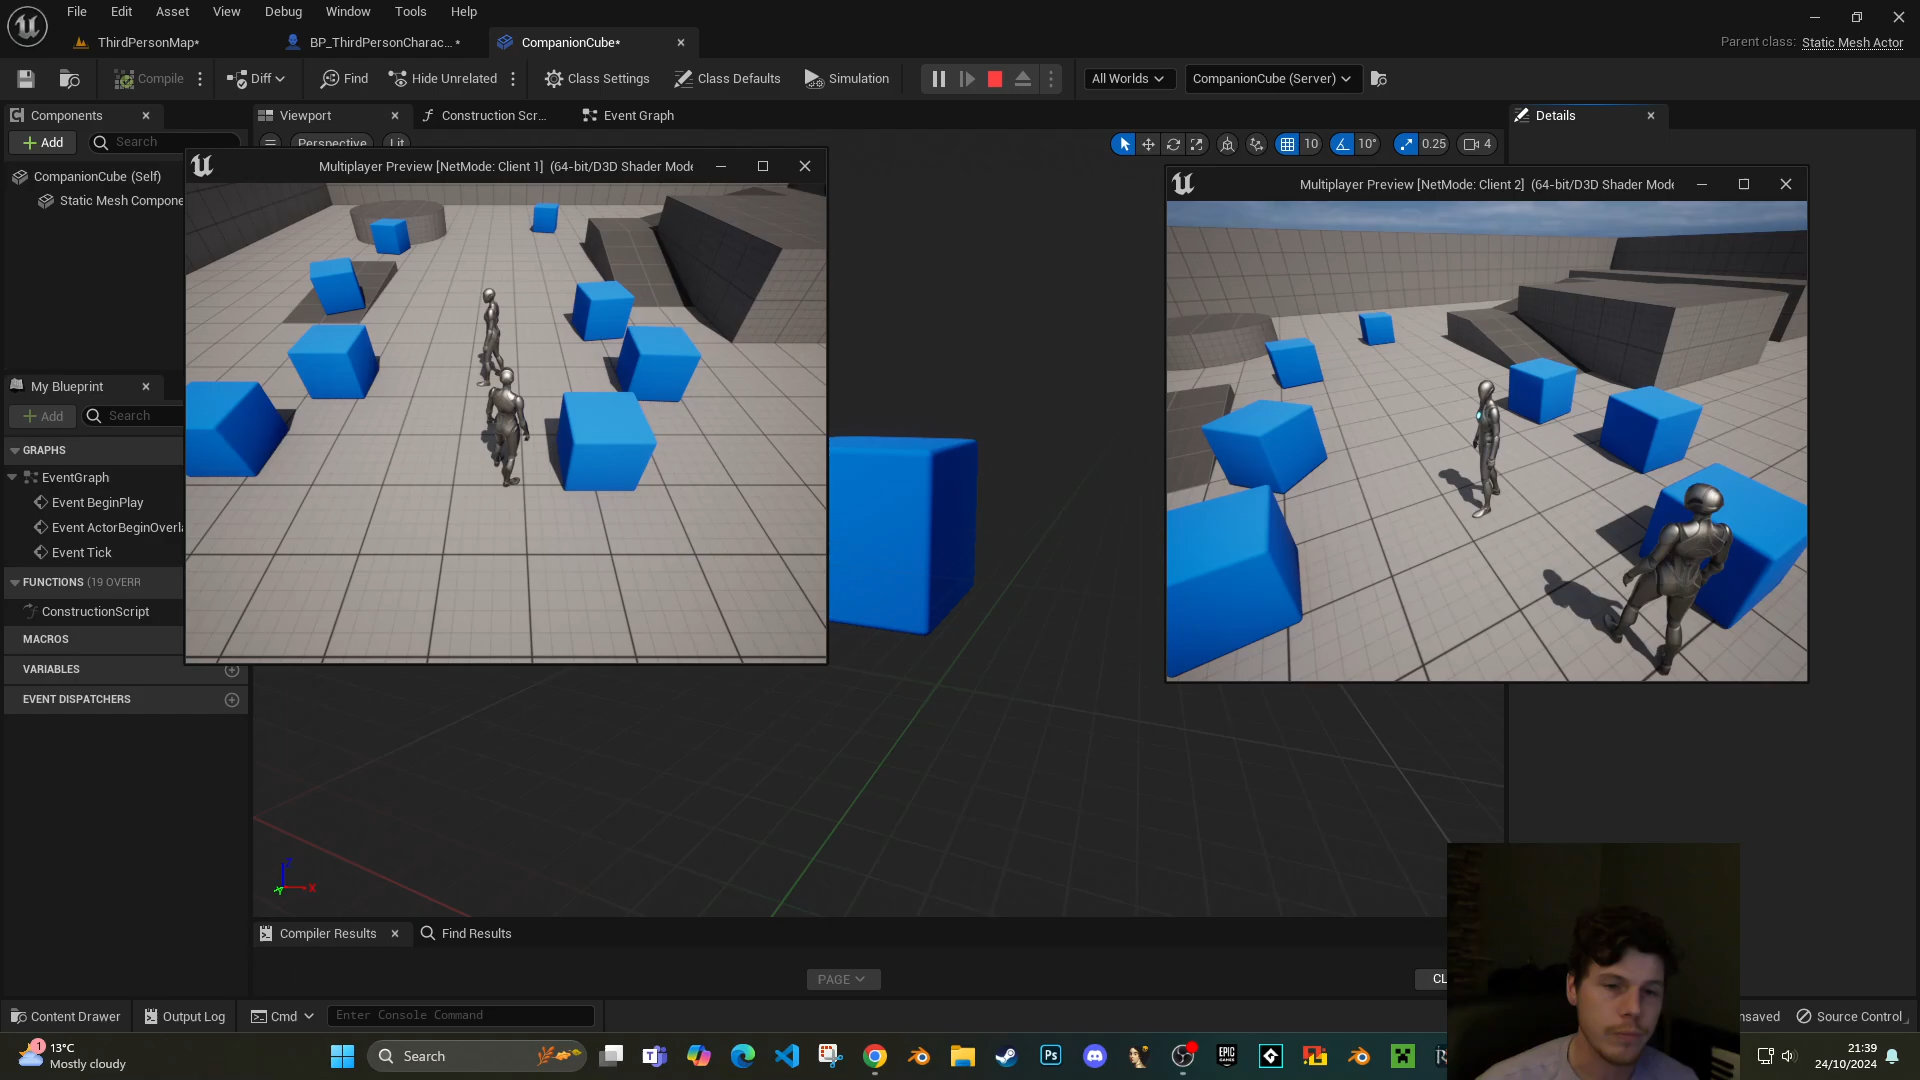 File Edit Asset View Debug Window Tools Help
ThirdPersonMap* BP_ThirdPersonCharac...* CompanionCube*
Parent class: Static Mesh Actor
Compile Diff Find Hide Unrelated Class Settings Class Defaults Simulation All Worlds CompanionCube (Server)
Components Viewport Construction Scr... Event Graph Details
Add Search Perspective Lit 10 10° 0.25 4
Multiplayer Preview [NetMode: Client 1] (64-bit/D3D Shader Mode
Multiplayer Preview [NetMode: Client 2] (64-bit/D3D Shader Mode
CompanionCube (Self)
Static Mesh Compone
My Blueprint
Add Search
GRAPHS
EventGraph
Event BeginPlay
Event ActorBeginOverla
Event Tick
FUNCTIONS (19 OVERR
ConstructionScript
MACROS
VARIABLES
EVENT DISPATCHERS
Z
X
Compiler Results Find Results
PAGE CL
Content Drawer Output Log Cmd Enter Console Command nsaved Source Control
1 13°C
Mostly cloudy
Search
Ps
EPIC GAMES
21:39
24/10/2024